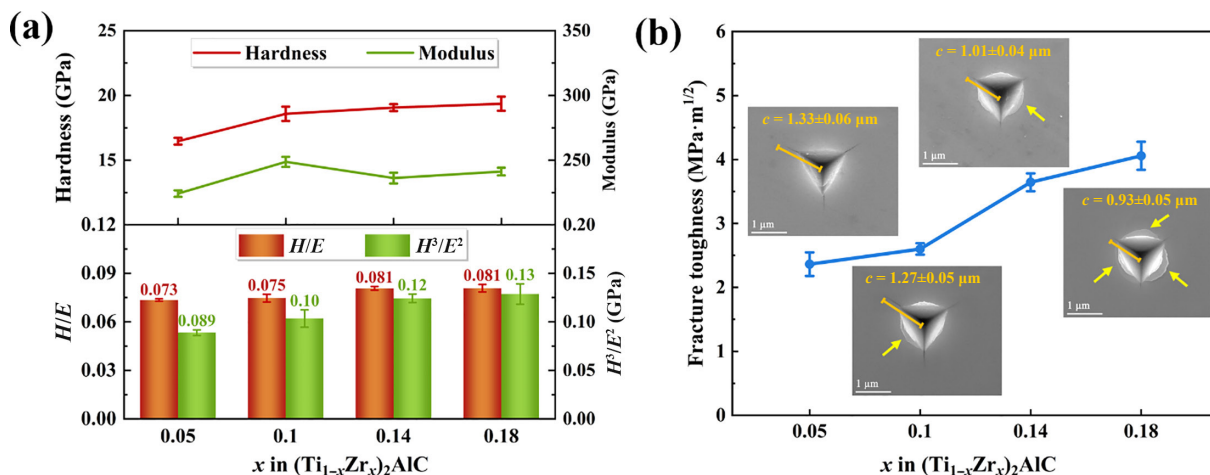 (a)
25
20
15
0.12
Hardness (GPa)
Hardness
Modulus
350
300
250
0.20
Modulus (GPa)
H/E
H³/E²
0.09
0.06
0.03
0.00
H/E
0.073
0.089
0.075
0.10
0.081
0.12
0.081
0.13
0.15
0.10
0.05
0.00
H³/E² (GPa)
0.05
0.1
0.14
0.18
x in (Ti₁₋ₓZrₓ)₂AlC
(b)
6
5
4
3
2
1
0
Fracture toughness (MPa·m¹ᐟ²)
c = 1.33±0.06 μm
1 μm
c = 1.01±0.04 μm
1 μm
c = 1.27±0.05 μm
1 μm
c = 0.93±0.05 μm
1 μm
0.05
0.1
0.14
0.18
x in (Ti₁₋ₓZrₓ)₂AlC